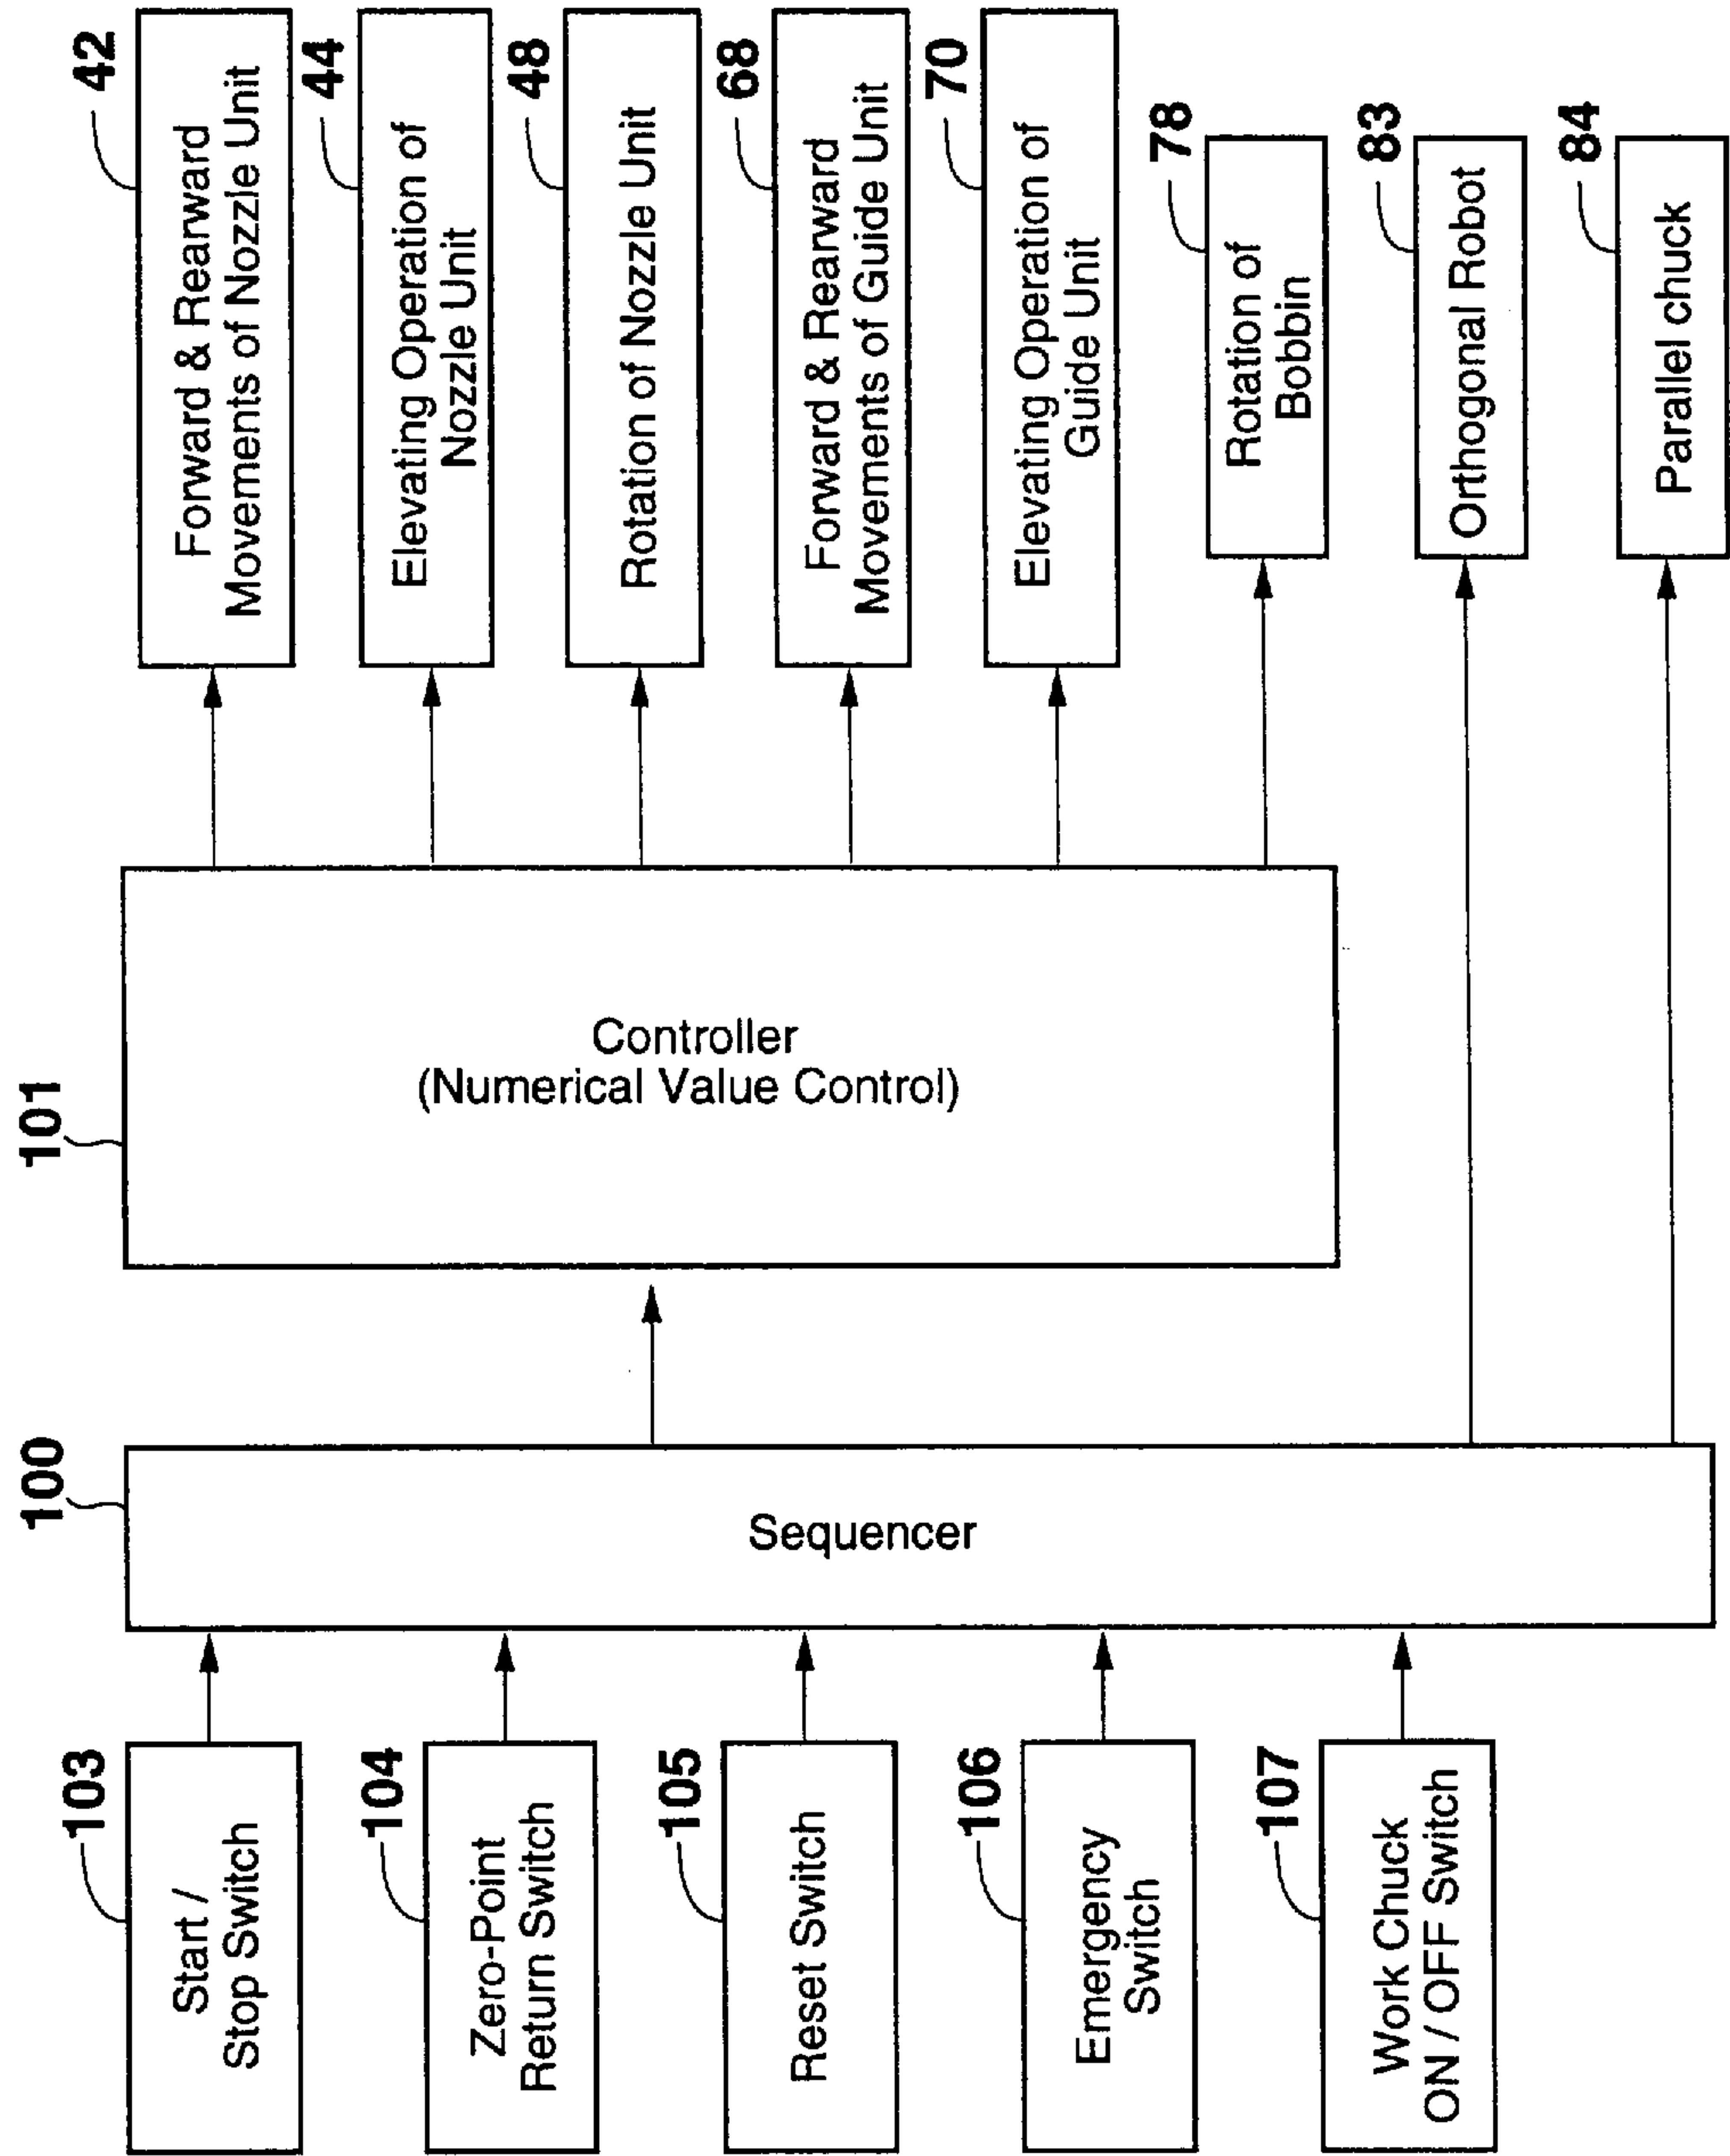 103
Start /
Stop Switch
104
Zero-Point
Return Switch
105
Reset Switch
106
Emergency
Switch
107
Work Chuck
ON / OFF Switch
100
Sequencer
101
Controller
(Numerical Value Control)
42
Forward & Rearward
Movements of Nozzle Unit
44
Elevating Operation of
Nozzle Unit
48
Rotation of Nozzle Unit
68
Forward & Rearward
Movements of Guide Unit
70
Elevating Operation of
Guide Unit
78
Rotation of
Bobbin
83
Orthogonal Robot
84
Parallel chuck